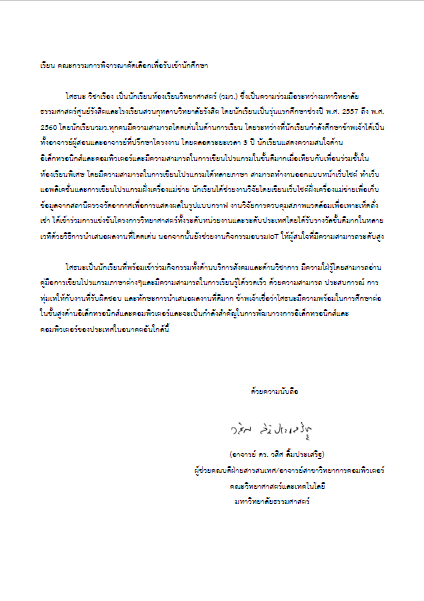 เรียน คณะกรรมการพิจารณาคัดเลือกเพื่อรับเข้านักศึกษา
โสธนะ วิชาเรือง เป็นนักเรียนห้องเรียนวิทยาศาสตร์ (วมว.) ซึ่งเป็นความร่วมมือระหว่างมหาวิทยาลัย
ธรรมศาสตร์ศูนย์รังสิตและโรงเรียนสวนกุหลาบวิทยาลัยรังสิต โดยนักเรียนเป็นรุ่นแรกศึกษาช่วงปี พ.ศ. 2557 ถึง พ.ศ.
2560 โดยนักเรียนวมว.ทุกคนมีความสามารถโดดเด่นในด้านการเรียน โดยระหว่างที่นักเรียนกำลังศึกษาข้าพเจ้าได้เป็น
ทั้งอาจารย์ผู้สอนและอาจารย์ที่ปรึกษาโครงงาน โดยตลอดระยะเวลา 3 ปี นักเรียนแสดงความสนใจด้าน
อิเล็กทรอนิกส์และคอมพิวเตอร์และมีความสามารถในการเขียนโปรแกรมในขั้นดีมากเมื่อเทียบกับเพื่อนร่วมชั้นใน
ห้องเรียนพิเศษ โดยมีความสามารถในการเขียนโปรแกรมได้หลายภาษา สามารถทำงานออกแบบหน้าเว็บไซต์ ทำเว็บ
แอพพลิเคชั่นและการเขียนโปรแกรมฝั่งเครื่องแม่ข่าย นักเรียนได้ช่วยงานวิจัยโดยเขียนเว็บไซต์ฝั่งเครื่องแม่ข่ายเพื่อเก็บ
ข้อมูลจากสถานีตรวจวัดอากาศเพื่อการแสดงผลในรูปแบบกราฟ งานวิจัยการควบคุมสภาพแวดล้อมเพื่อเพาะเห็ดถั่ง
เช่า ได้เข้าร่วมการแข่งขันโครงการวิทยาศาสตร์ทั้งระดับหน่วยงานและระดับประเทศโดยได้รับรางวัลขั้นดีมากในหลาย
เวทีด้วยวิธีการนำเสนอผลงานที่โดดเด่น นอกจากนั้นยังช่วยงานกิจกรรมอบรมIoT ให้ผู้สนใจที่มีความสามารถระดับสูง
โสธนะเป็นนักเรียนที่พร้อมเข้าร่วมกิจกรรมทั้งด้านบริการสังคมและด้านวิชาการ มีความใฝ่รู้โดยสามารถอ่าน
คู่มือการเขียนโปรแกรมภาษาต่างๆและมีความสามารถในการเรียนรู้ได้รวดเร็ว ด้วยความสามารถ ประสบการณ์ การ
ทุ่มเทให้กับงานที่รับผิดชอบ และทักษะการนำเสนอผลงานที่ดีมาก ข้าพเจ้าเชื่อว่าโสธนะมีความพร้อมในการศึกษาต่อ
ในขั้นสูงด้านอิเล็กทรอนิกส์และคอมพิวเตอร์และจะเป็นกำลังสำคัญในการพัฒนาวงการอิเล็กทรอนิกส์และ
คอมพิวเตอร์ของประเทศในอนาคตอันใกล้นี้
ด้วยความนับถือ
(อาจารย์ ดร. วสิศ ลิ้มประเสริฐ)
ผู้ช่วยคณบดีฝ่ายสารสนเทศ/อาจารย์สาขาวิทยาการคอมพิวเตอร์
คณะวิทยาศาสตร์และเทคโนโลยี
มหาวิทยาลัยธรรมศาสตร์